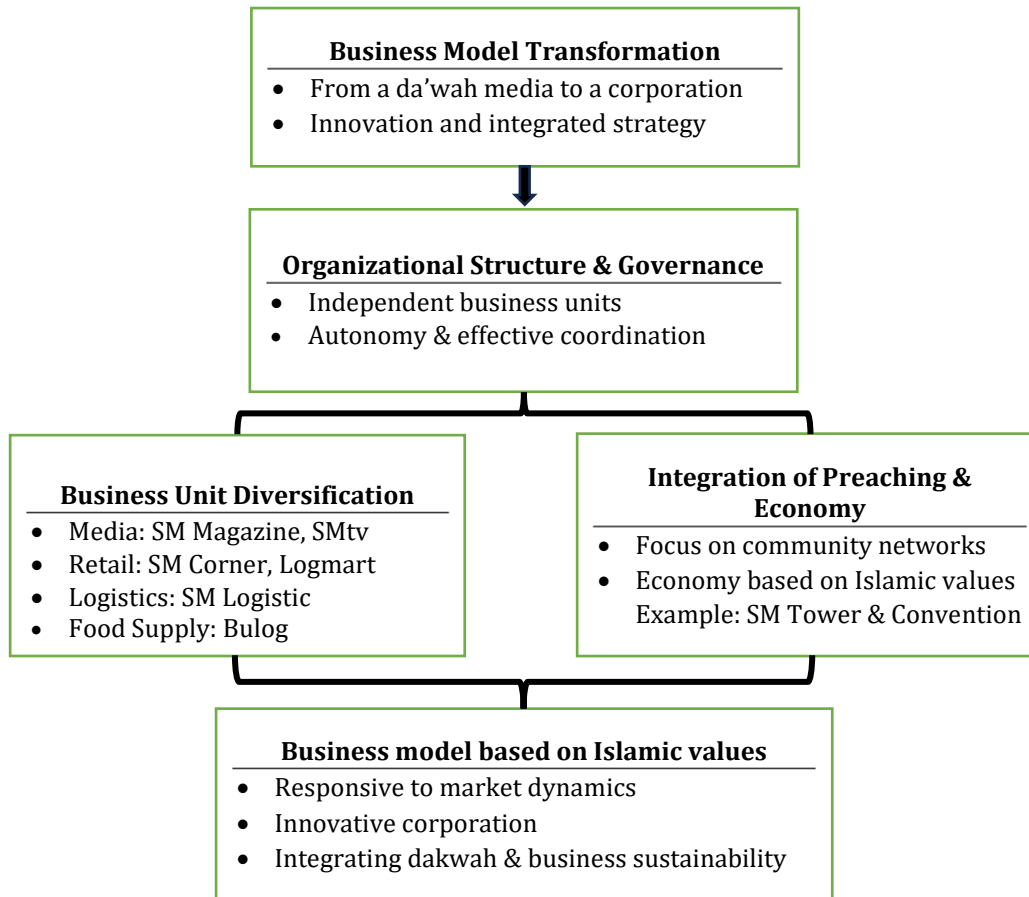 Business Model Transformation
• From a da’wah media to a corporation
• Innovation and integrated strategy
Organizational Structure & Governance
• Independent business units
• Autonomy & effective coordination
Business Unit Diversification
• Media: SM Magazine, SMtv
• Retail: SM Corner, Logmart
• Logistics: SM Logistic
• Food Supply: Bulog
Integration of Preaching &
Economy
• Focus on community networks
• Economy based on Islamic values
Example: SM Tower & Convention
Business model based on Islamic values
• Responsive to market dynamics
• Innovative corporation
• Integrating dakwah & business sustainability